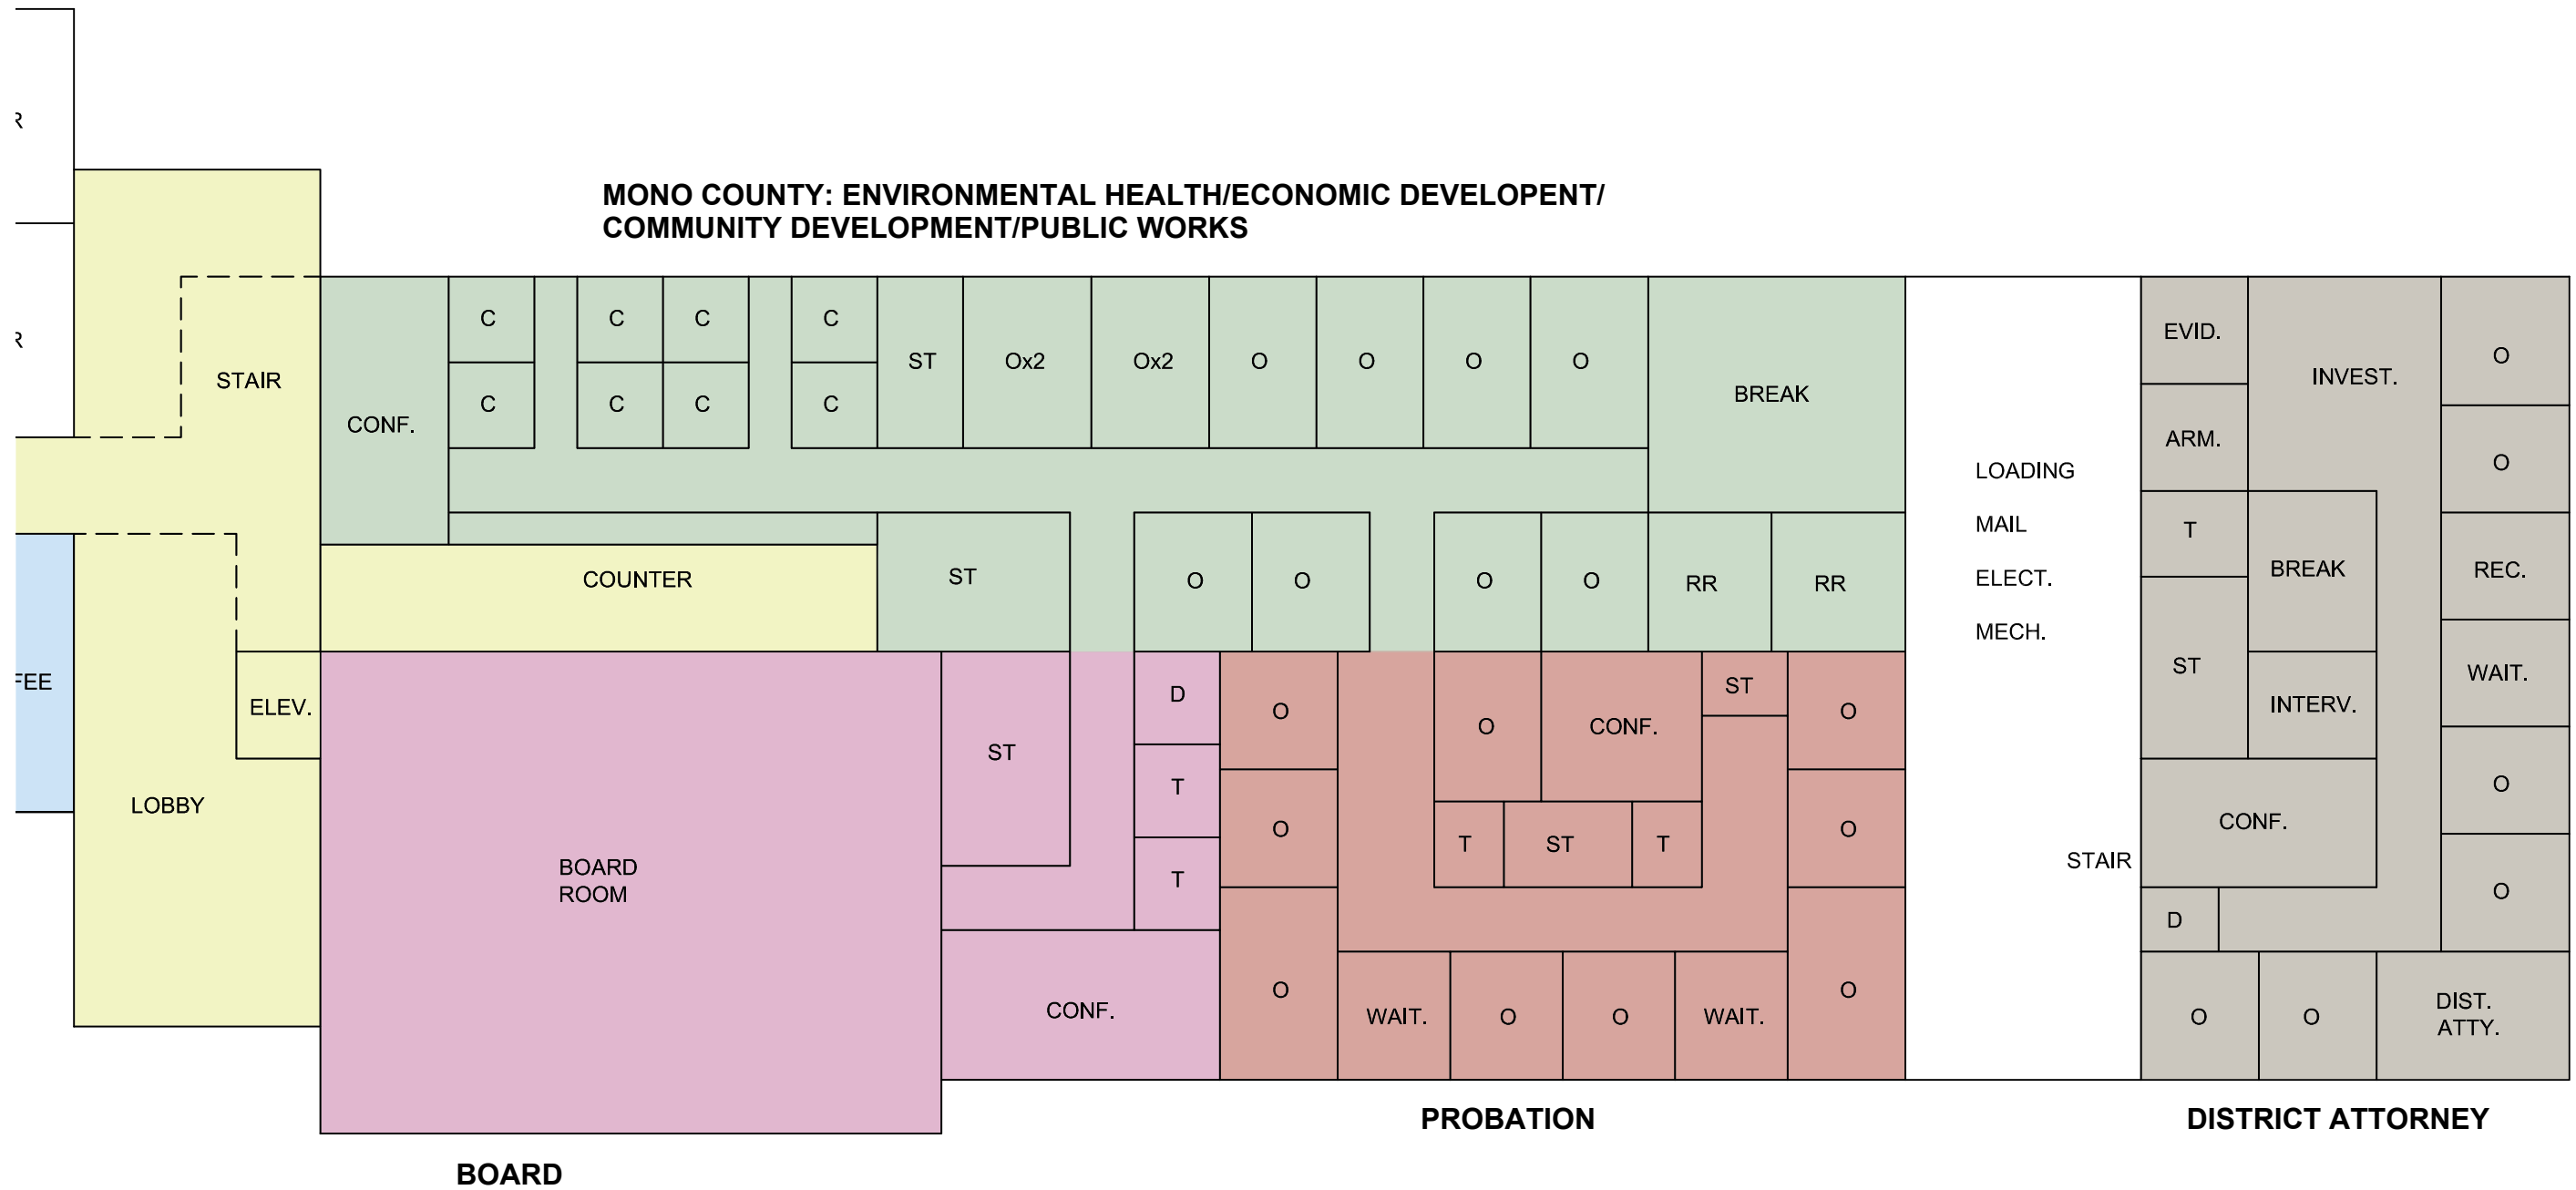 R
MONO COUNTY: ENVIRONMENTAL HEALTH/ECONOMIC DEVELOPENT/
COMMUNITY DEVELOPMENT/PUBLIC WORKS
R
STAIR
CONF.
C
C
C
C
C
C
C
C
ST
Ox2
Ox2
O
O
O
O
BREAK
COUNTER
ST
O
O
O
O
RR
RR
LOADING
MAIL
ELECT.
MECH.
STAIR
EVID.
INVEST.
O
ARM.
O
T
BREAK
REC.
ST
INTERV.
WAIT.
O
CONF.
O
D
O
O
DIST.
ATTY.
FEE
ELEV.
LOBBY
BOARD
ROOM
ST
D
T
T
CONF.
O
O
O
O
CONF.
ST
T
ST
T
O
O
O
WAIT.
O
O
WAIT.
PROBATION
DISTRICT ATTORNEY
BOARD